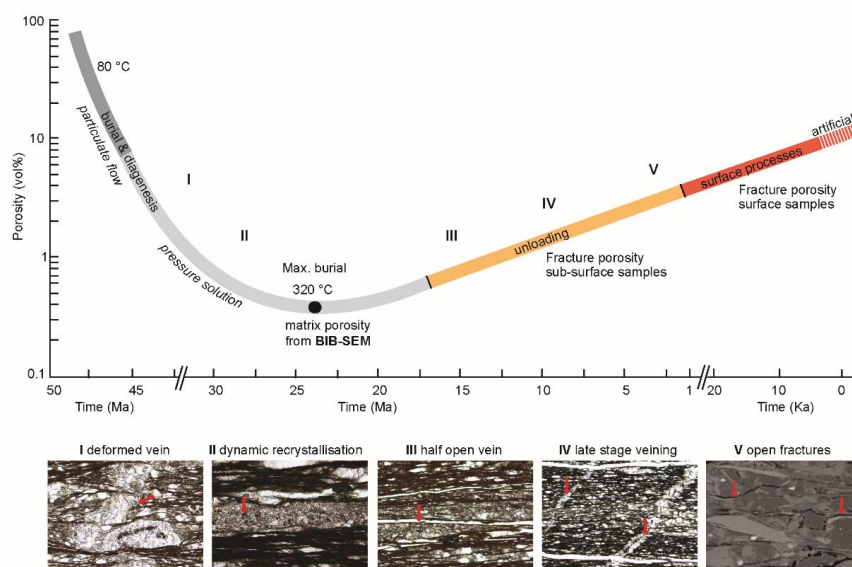 100
80 °C
burial & diagenesis
particulate flow
artificial
10
surface processes
Porosity (vol%)
I
V
Fracture porosity
surface samples
IV
II
III
unloading
1
pressure solution
Max. burial
320 °C
Fracture porosity
sub-surface samples
matrix porosity
from BIB-SEM
0.1
50 45 30 25 20 15 10 5 1 20 10 0
Time (Ma) Time (Ma) Time (Ka)
I deformed vein II dynamic recrystallisation III half open vein IV late stage veining V open fractures